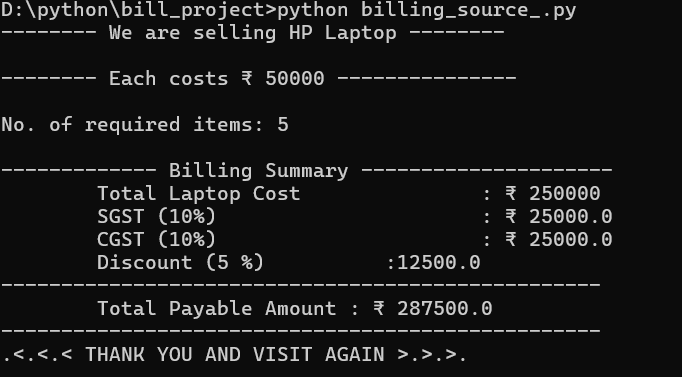 D:\python\bill_project>python billing_source_.py
-------- We are selling HP Laptop --------
-------- Each costs ₹ 50000 ---------------
No. of required items: 5
------------- Billing Summary ---------------------
        Total Laptop Cost               : ₹ 250000
        SGST (10%)                      : ₹ 25000.0
        CGST (10%)                      : ₹ 25000.0
        Discount (5 %)          :12500.0
--------------------------------------------------
        Total Payable Amount : ₹ 287500.0
--------------------------------------------------
.<.<.< THANK YOU AND VISIT AGAIN >.>.>.